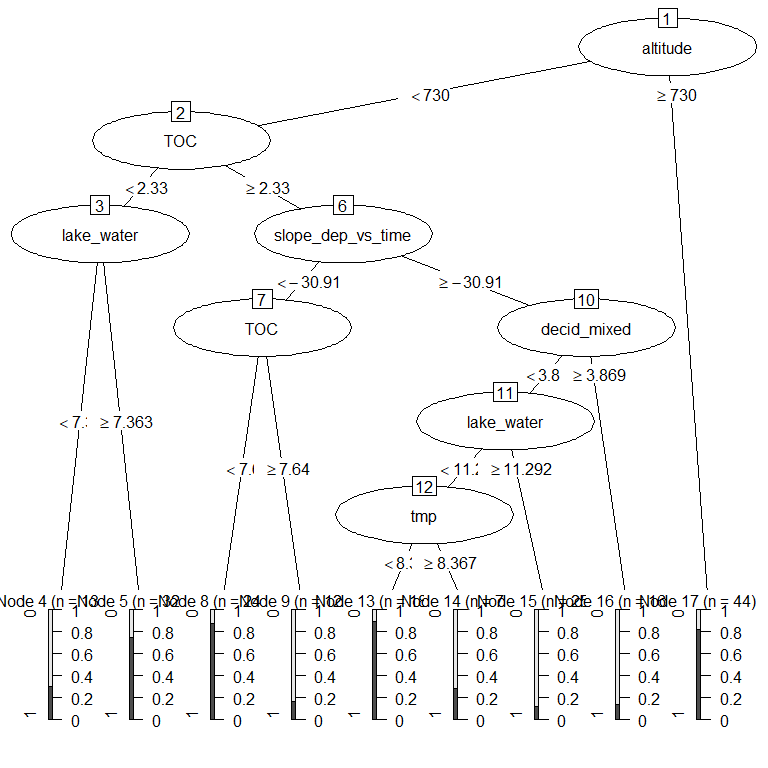 1
altitude
< 730
≥ 730
2
TOC
< 2.33
≥ 2.33
3
lake_water
6
slope_dep_vs_time
< −30.91
≥ −30.91
7
TOC
10
decid_mixed
< 3.8
≥ 3.869
11
lake_water
< 7.
≥ 7.363
< 7.
≥ 7.64
< 11.2
≥ 11.292
12
tmp
< 8.
≥ 8.367
Node 4 (n = 13
Node 5 (n = 32
Node 8 (n = 24
Node 9 (n = 12
Node 13 (n =
Node 14 (n = 7
Node 15 (n =
Node 16 (n =
Node 17 (n = 44)
0 1 0 1 0 1 0 1 0 1 0 1 0 1 0 1 0 1
0.8 0.8 0.8 0.8 0.8 0.8 0.8 0.8 0.8
0.6 0.6 0.6 0.6 0.6 0.6 0.6 0.6 0.6
0.4 0.4 0.4 0.4 0.4 0.4 0.4 0.4 0.4
0.2 0.2 0.2 0.2 0.2 0.2 0.2 0.2 0.2
1 0 1 0 1 0 1 0 1 0 1 0 1 0 1 0 1 0